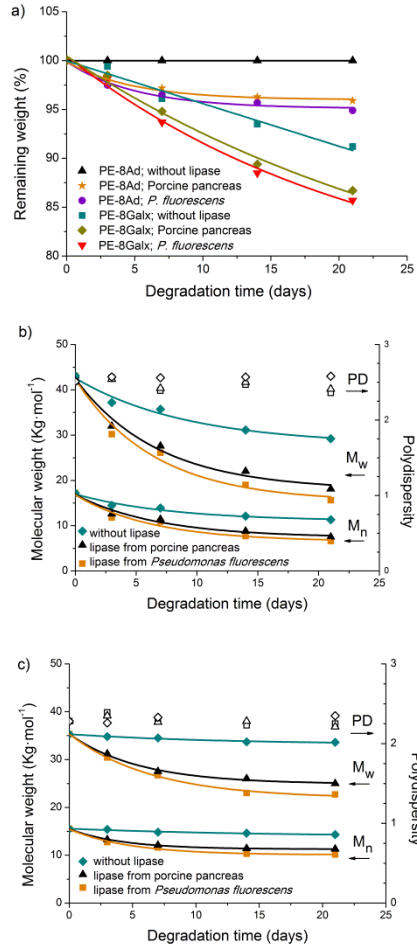 a)
105
100
95
90
85
80
Remaining weight (%)
PE-8Ad; without lipase
PE-8Ad; Porcine pancreas
PE-8Ad; P. fluorescens
PE-8Galx; without lipase
PE-8Galx; Porcine pancreas
PE-8Galx; P. fluorescens
0 5 10 15 20 25
Degradation time (days)
b)
50
40
30
20
10
0
Molecular weight (Kg·mol⁻¹)
3
2
1
0
Polydispersity
PD
Mw
Mn
without lipase
lipase from porcine pancreas
lipase from Pseudomonas fluorescens
0 5 10 15 20 25
Degradation time (days)
c)
50
40
30
20
10
0
Molecular weight (Kg·mol⁻¹)
3
2
1
0
Polydispersity
PD
Mw
Mn
without lipase
lipase from porcine pancreas
lipase from Pseudomonas fluorescens
0 5 10 15 20 25
Degradation time (days)